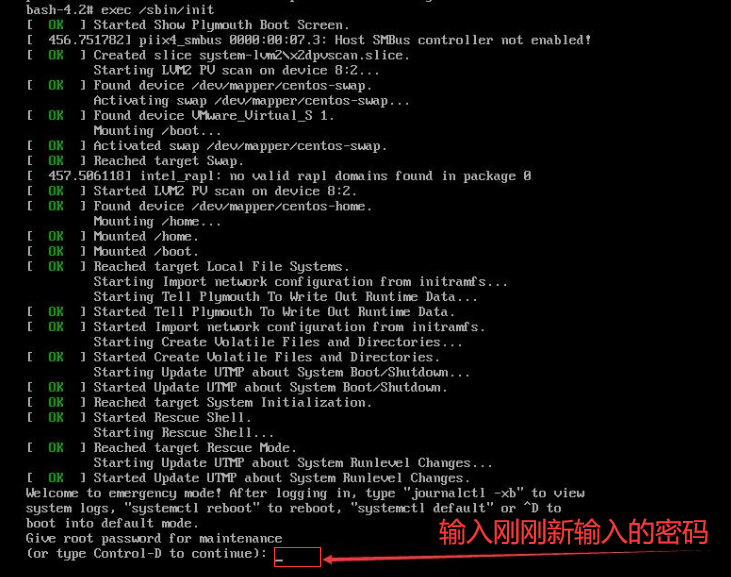 bash-4.2# exec /sbin/init
[  OK  ] Started Show Plymouth Boot Screen.
[  456.751782] piix4_smbus 0000:00:07.3: Host SMBus controller not enabled!
[  OK  ] Created slice system-lvm2\x2dpvscan.slice.
Starting LVM2 PV scan on device 8:2...
[  OK  ] Found device /dev/mapper/centos-swap.
Activating swap /dev/mapper/centos-swap...
[  OK  ] Found device VMware_Virtual_S 1.
Mounting /boot...
[  OK  ] Activated swap /dev/mapper/centos-swap.
[  OK  ] Reached target Swap.
[  457.506118] intel_rapl: no valid rapl domains found in package 0
[  OK  ] Started LVM2 PV scan on device 8:2.
[  OK  ] Found device /dev/mapper/centos-home.
Mounting /home...
[  OK  ] Mounted /home.
[  OK  ] Mounted /boot.
[  OK  ] Reached target Local File Systems.
Starting Import network configuration from initramfs...
Starting Tell Plymouth To Write Out Runtime Data...
[  OK  ] Started Tell Plymouth To Write Out Runtime Data.
[  OK  ] Started Import network configuration from initramfs.
Starting Create Volatile Files and Directories...
[  OK  ] Started Create Volatile Files and Directories.
Starting Update UTMP about System Boot/Shutdown...
[  OK  ] Started Update UTMP about System Boot/Shutdown.
[  OK  ] Reached target System Initialization.
[  OK  ] Started Rescue Shell.
Starting Rescue Shell...
[  OK  ] Reached target Rescue Mode.
Starting Update UTMP about System Runlevel Changes...
[  OK  ] Started Update UTMP about System Runlevel Changes.
Welcome to emergency mode! After logging in, type "journalctl -xb" to view
system logs, "systemctl reboot" to reboot, "systemctl default" or ^D to
boot into default mode.
Give root password for maintenance
(or type Control-D to continue): _
输入刚刚新输入的密码